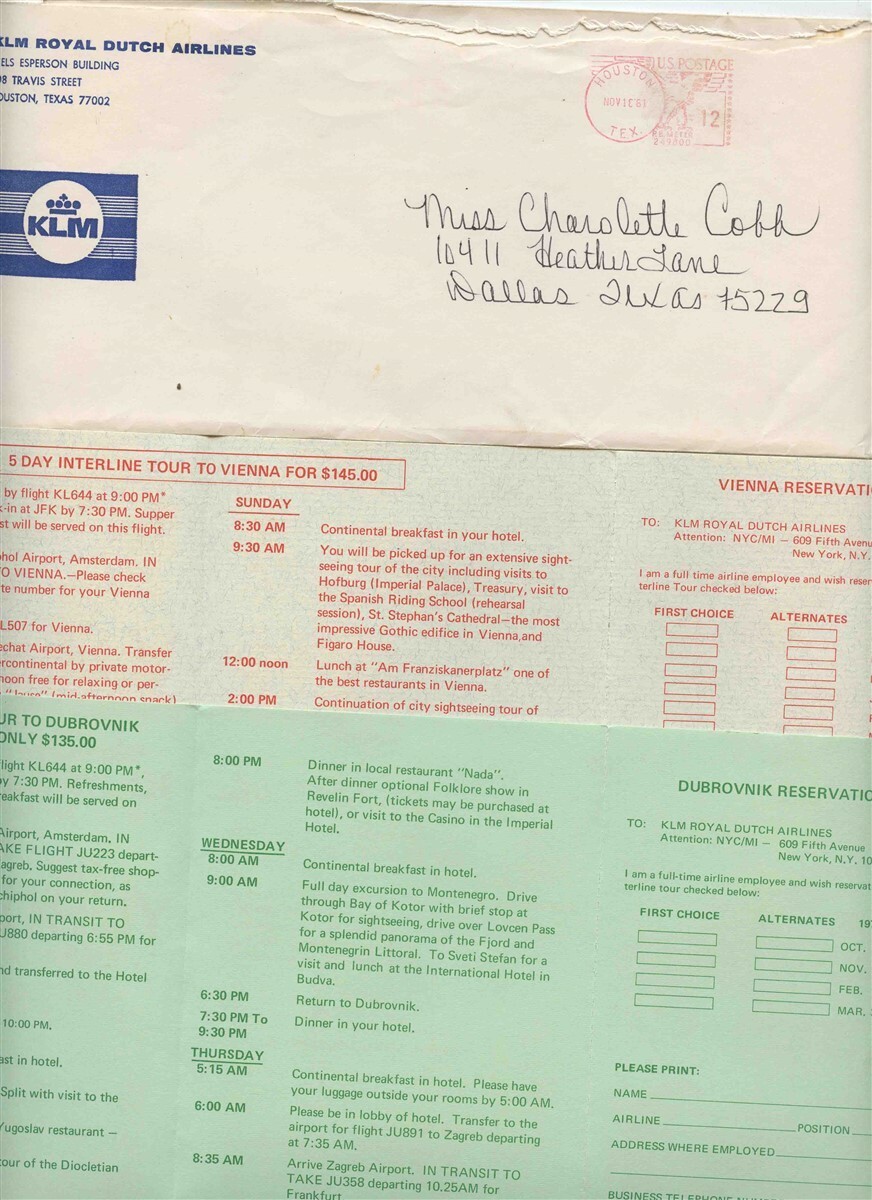 KLM ROYAL DUTCH AIRLINES
ELS ESPERSON BUILDING
TRAVIS STREET
OUSTON, TEXAS 77002
KLM
HOUSTON
TEX.
U.S. POSTAGE
12
P.B. METER
249800
Miss Charolette Cobb
10411 Heather Lane
Dallas Texas 75229
5 DAY INTERLINE TOUR TO VIENNA FOR $145.00
by flight KL644 at 9:00 PM*
k-in at JFK by 7:30 PM. Supper
st will be served on this flight.
hol Airport, Amsterdam. IN
O VIENNA.—Please check
te number for your Vienna
L507 for Vienna.
echat Airport, Vienna. Transfer
rcontinental by private motor-
noon free for relaxing or per-
"Jause" (mid-afternoon snack)
SUNDAY
8:30 AM Continental breakfast in your hotel.
9:30 AM You will be picked up for an extensive sight-
seeing tour of the city including visits to
Hofburg (Imperial Palace), Treasury, visit to
the Spanish Riding School (rehearsal
session), St. Stephan's Cathedral—the most
impressive Gothic edifice in Vienna,and
Figaro House.
12:00 noon Lunch at "Am Franziskanerplatz" one of
the best restaurants in Vienna.
2:00 PM Continuation of city sightseeing tour of
VIENNA RESERVATI
TO: KLM ROYAL DUTCH AIRLINES
Attention: NYC/MI — 609 Fifth Avenu
New York, N.Y.
I am a full time airline employee and wish reser
terline Tour checked below:
FIRST CHOICE ALTERNATES
UR TO DUBROVNIK
ONLY $135.00
light KL644 at 9:00 PM*,
by 7:30 PM. Refreshments,
reakfast will be served on
Airport, Amsterdam. IN
AKE FLIGHT JU223 depart-
agreb. Suggest tax-free shop-
for your connection, as
chiphol on your return.
port, IN TRANSIT TO
U880 departing 6:55 PM for
nd transferred to the Hotel
10:00 PM.
ast in hotel.
Split with visit to the
Yugoslav restaurant —
tour of the Diocletian
8:00 PM Dinner in local restaurant "Nada".
After dinner optional Folklore show in
Revelin Fort, (tickets may be purchased at
hotel), or visit to the Casino in the Imperial
Hotel.
WEDNESDAY
8:00 AM Continental breakfast in hotel.
9:00 AM Full day excursion to Montenegro. Drive
through Bay of Kotor with brief stop at
Kotor for sightseeing, drive over Lovcen Pass
for a splendid panorama of the Fjord and
Montenegrin Littoral. To Sveti Stefan for a
visit and lunch at the International Hotel in
Budva.
6:30 PM Return to Dubrovnik.
7:30 PM To Dinner in your hotel.
9:30 PM
THURSDAY
5:15 AM Continental breakfast in hotel. Please have
your luggage outside your rooms by 5:00 AM.
6:00 AM Please be in lobby of hotel. Transfer to the
airport for flight JU891 to Zagreb departing
at 7:35 AM.
8:35 AM Arrive Zagreb Airport. IN TRANSIT TO
TAKE JU358 departing 10.25AM for
Frankfurt
DUBROVNIK RESERVATIO
TO: KLM ROYAL DUTCH AIRLINES
Attention: NYC/MI — 609 Fifth Avenue
New York, N.Y. 10
I am a full-time airline employee and wish reservat
terline tour checked below:
FIRST CHOICE ALTERNATES 19
OCT.
NOV.
FEB.
MAR.
PLEASE PRINT:
NAME
AIRLINE POSITION
ADDRESS WHERE EMPLOYED
BUSINESS TELEPHONE NUMBER